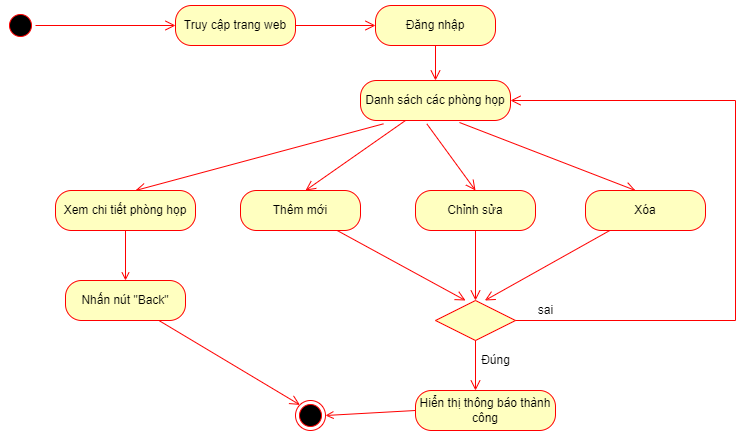 Truy cập trang web
Đăng nhập
Danh sách các phòng họp
Xem chi tiết phòng họp
Thêm mới
Chỉnh sửa
Xóa
Nhấn nút "Back"
sai
Đúng
Hiển thị thông báo thành
công